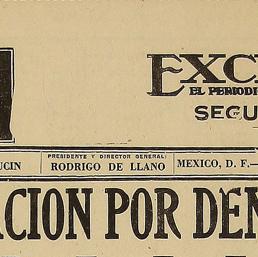 EXC
EL PERIODI
SEGU
UCIN
PRESIDENTE Y DIRECTOR GENERAL:
RODRIGO DE LLANO
MEXICO, D. F.—
ACION POR DEN